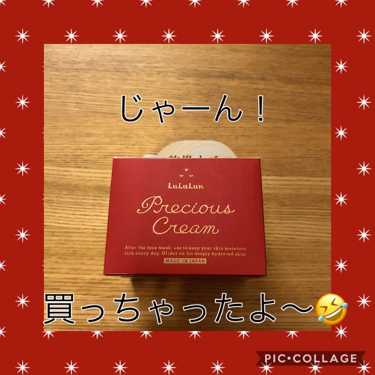 じゃーん！
LuLuLun
Precious
Cream
After the face mask, use to keep your skin moisture
rich every day. Glides on for deeply hydrated skin.
MADE IN JAPAN
買っちゃったよ〜🤣
PIC•COLLAGE